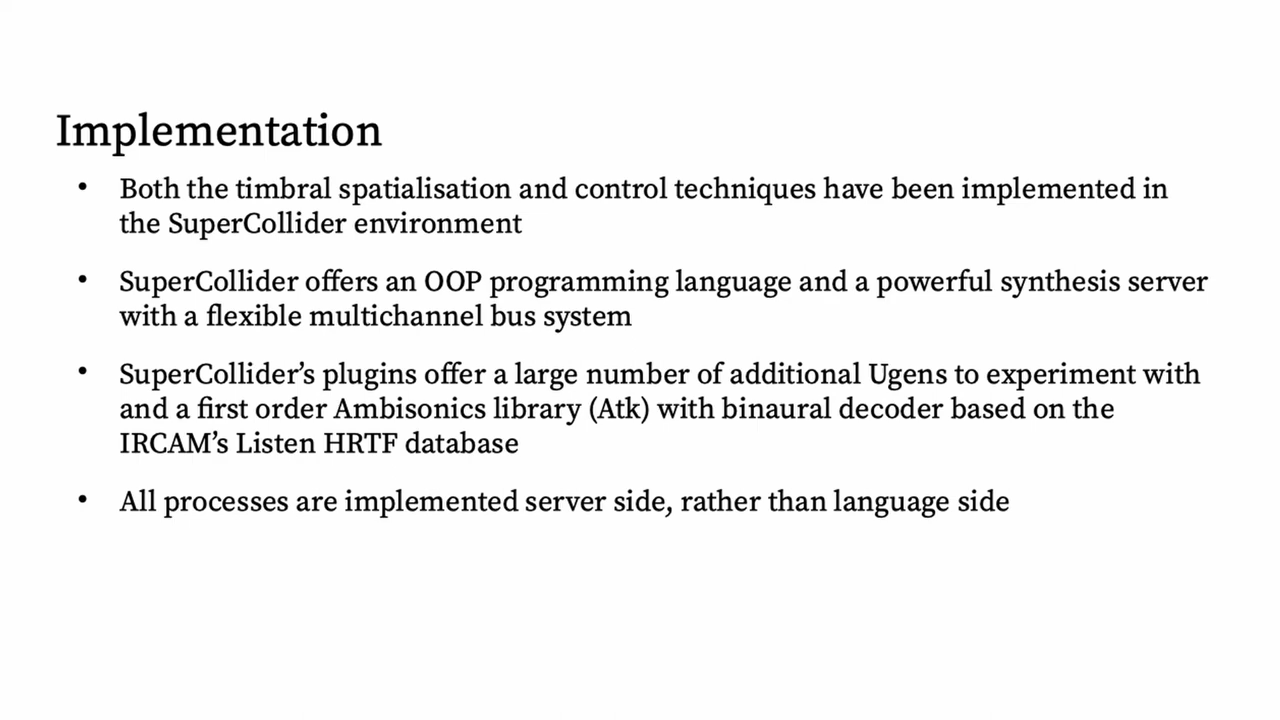 Implementation
• Both the timbral spatialisation and control techniques have been implemented in
the SuperCollider environment
• SuperCollider offers an OOP programming language and a powerful synthesis server
with a flexible multichannel bus system
• SuperCollider’s plugins offer a large number of additional Ugens to experiment with
and a first order Ambisonics library (Atk) with binaural decoder based on the
IRCAM’s Listen HRTF database
• All processes are implemented server side, rather than language side